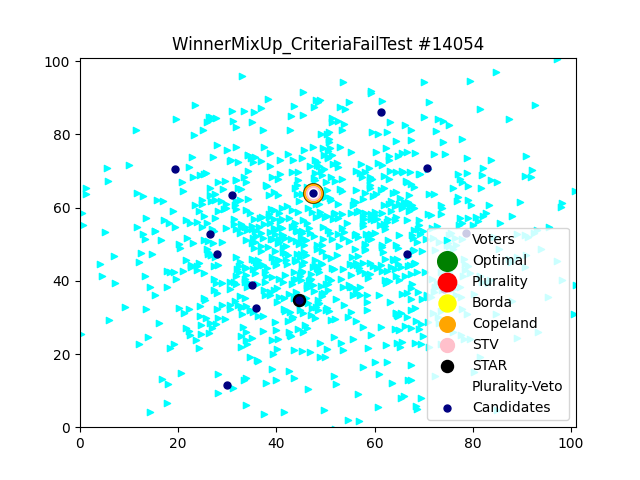 WinnerMixUp_CriteriaFailTest #14054
100
80
60
40
20
0
0 20 40 60 80 100
Voters
Optimal
Plurality
Borda
Copeland
STV
STAR
Plurality-Veto
Candidates